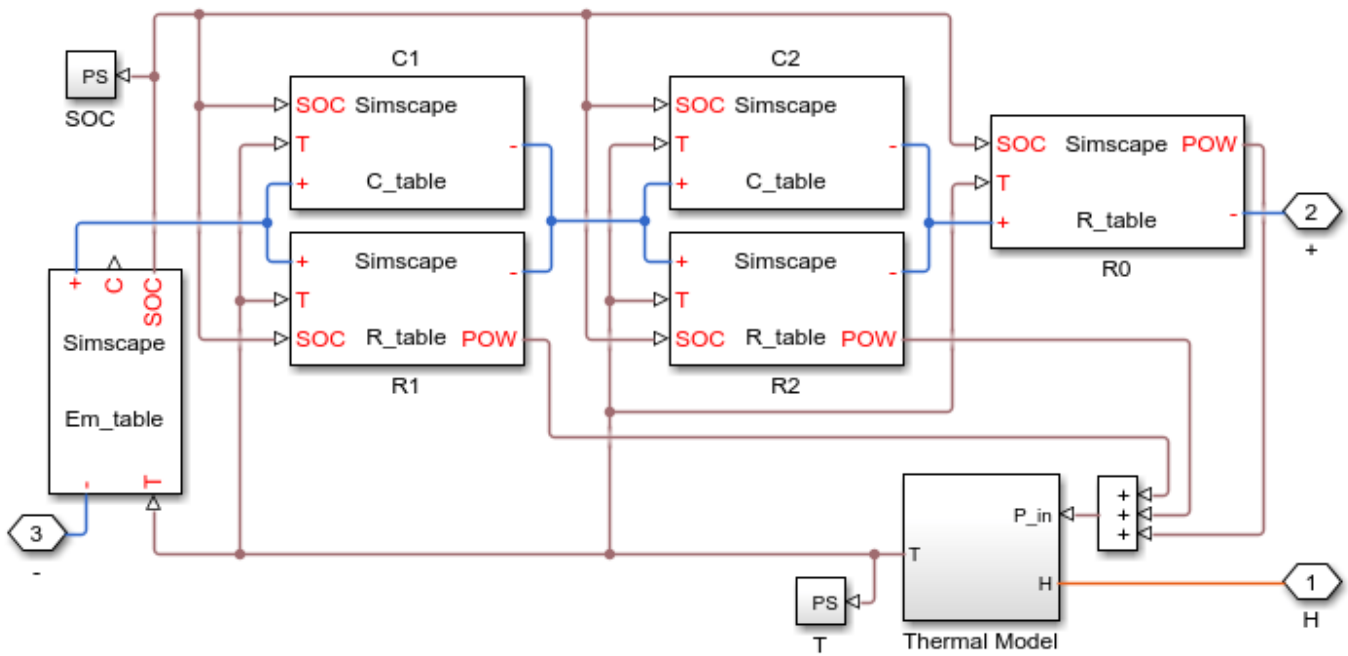 C1
C2
PS
SOC
SOC Simscape
T
-
+
C_table
SOC Simscape
T
-
+
C_table
SOC Simscape POW
T
+
R_table
-
R0
2
+
+ Simscape
-
T
SOC R_table POW
R1
+ Simscape
-
T
SOC R_table POW
R2
+ C SOC
Simscape
Em_table
- T
3
-
P_in
T
H
Thermal Model
+
+
+
PS
T
1
H